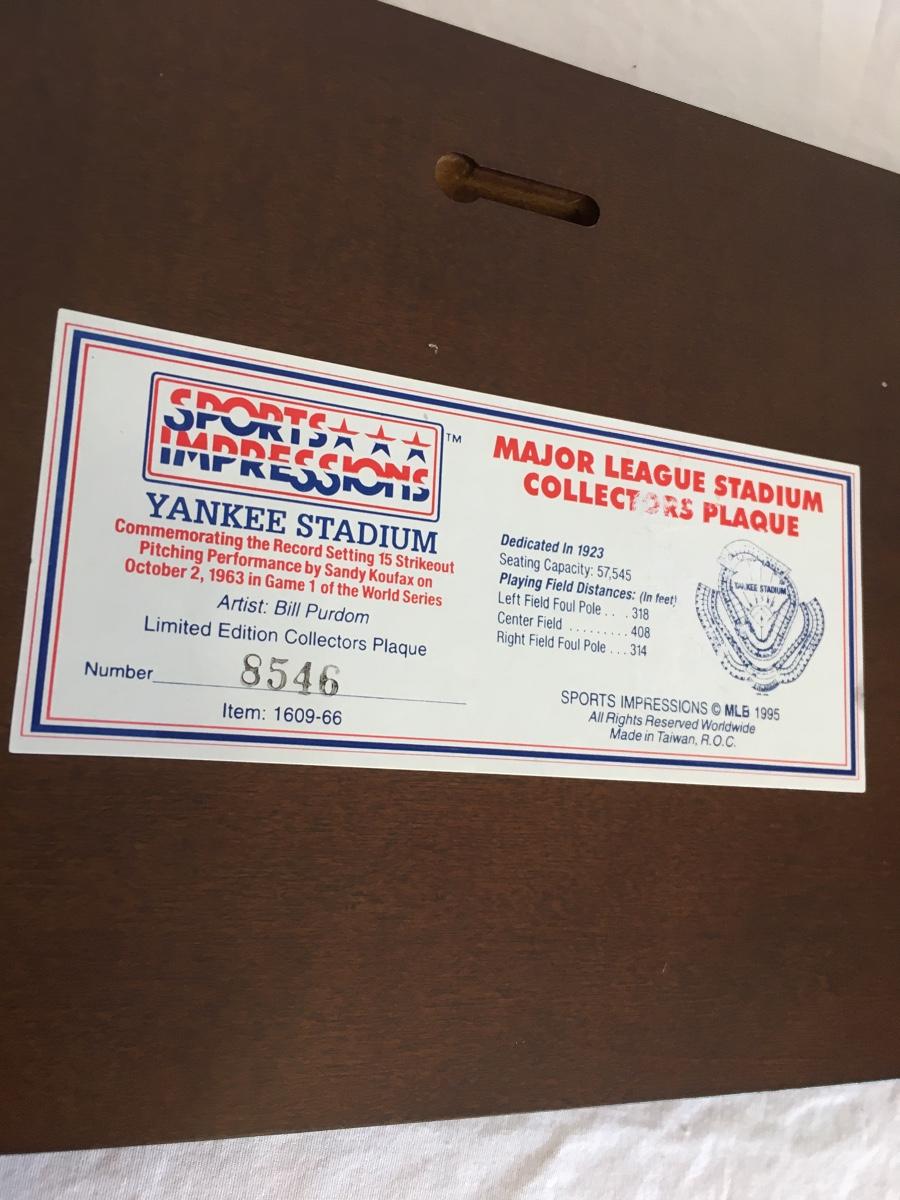 SPORTS
IMPRESSIONS
TM
YANKEE STADIUM
Commemorating the Record Setting 15 Strikeout
Pitching Performance by Sandy Koufax on
October 2, 1963 in Game 1 of the World Series
Artist: Bill Purdom
Limited Edition Collectors Plaque
Number 8546
Item: 1609-66
MAJOR LEAGUE STADIUM
COLLECTORS PLAQUE
Dedicated In 1923
Seating Capacity: 57,545
Playing Field Distances: (In feet)
Left Field Foul Pole . . . 318
Center Field . . . . . . . . . 408
Right Field Foul Pole . . . 314
YANKEE STADIUM
SPORTS IMPRESSIONS © MLB 1995
All Rights Reserved Worldwide
Made in Taiwan, R.O.C.